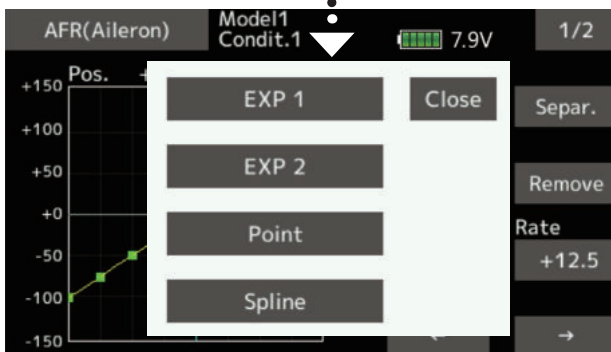 AFR(Aileron)
Model1
Condit.1
7.9V
1/2
Pos.
+150
+100
+50
+0
-50
-100
-150
EXP 1
Close
EXP 2
Point
Spline
Separ.
Remove
Rate
+12.5
→